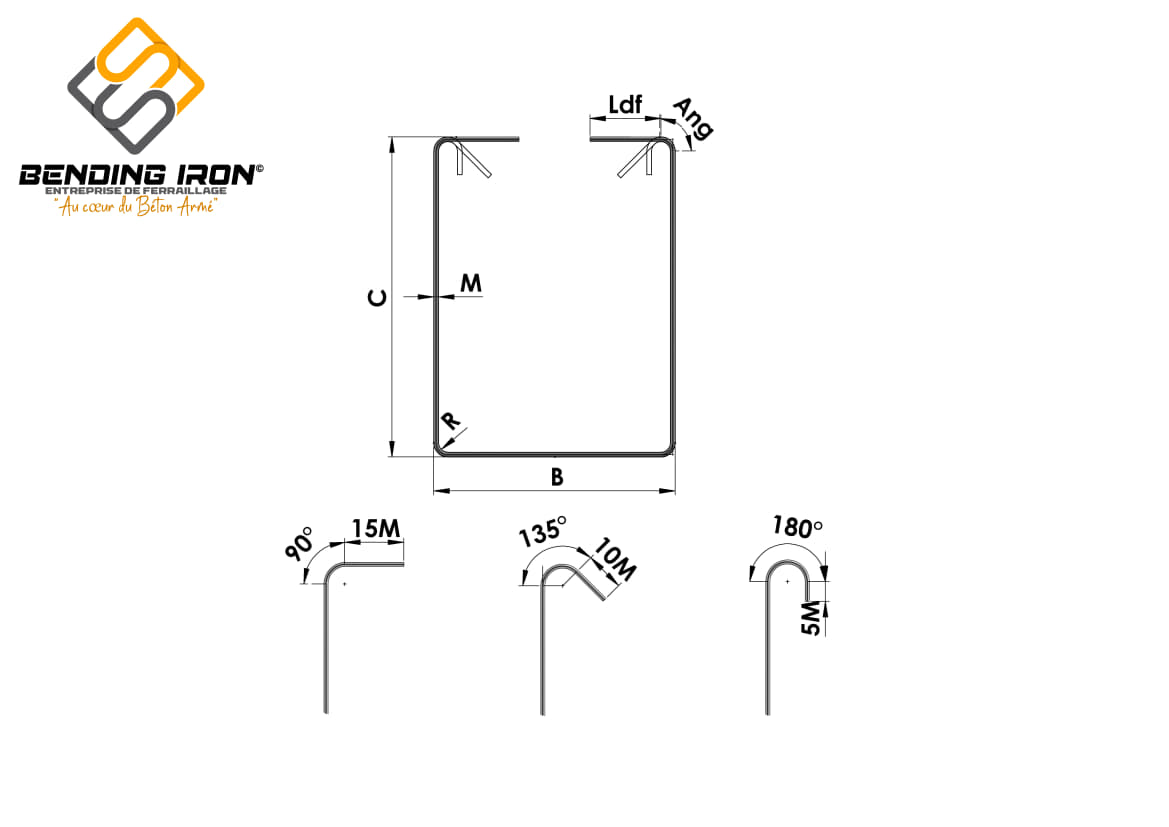 BENDING IRON©
ENTREPRISE DE FERRAILLAGE
"Au cœur du Béton Armé"
Ldf
Ang
C
M
R
B
90°
15M
135°
10M
180°
5M